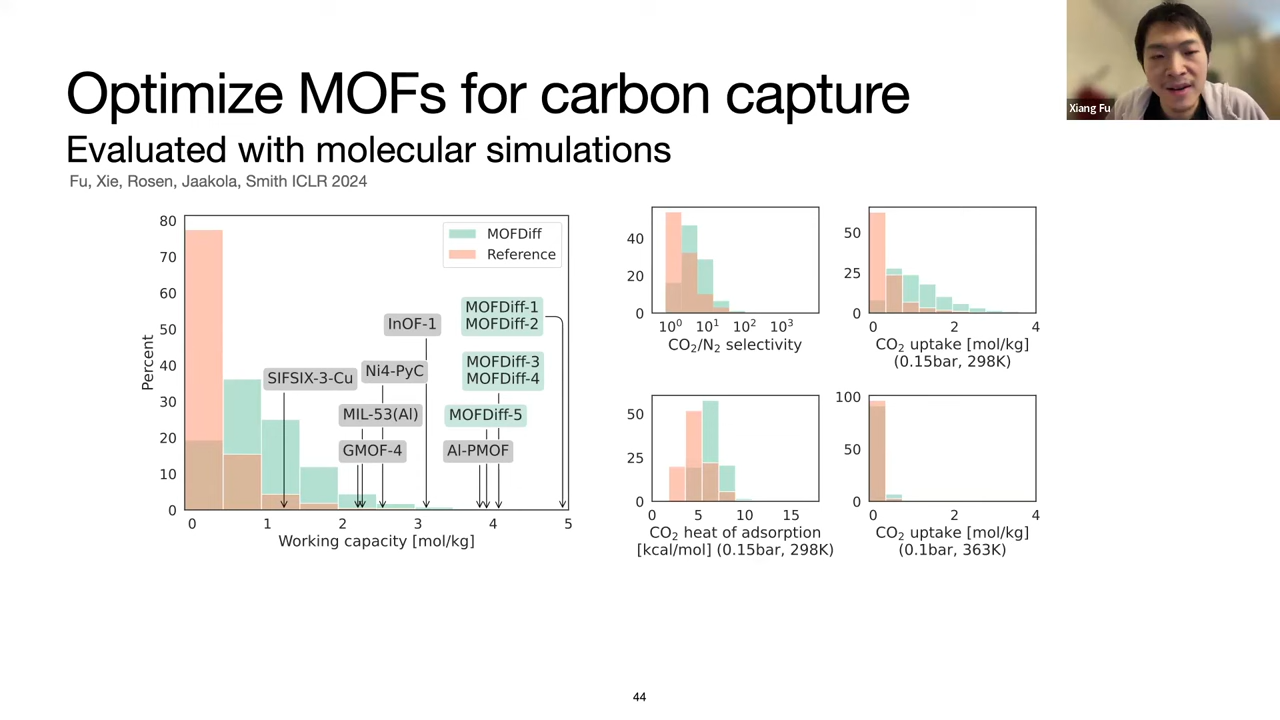 Optimize MOFs for carbon capture
Evaluated with molecular simulations
Fu, Xie, Rosen, Jaakola, Smith ICLR 2024
Xiang Fu
80
70
60
50
40
30
20
10
0
Percent
MOFDiff
Reference
MOFDiff-1
MOFDiff-2
InOF-1
MOFDiff-3
MOFDiff-4
Ni4-PyC
SIFSIX-3-Cu
MIL-53(Al)
MOFDiff-5
GMOF-4
Al-PMOF
0 1 2 3 4 5
Working capacity [mol/kg]
40
20
0
10⁰ 10¹ 10² 10³
CO₂/N₂ selectivity
50
25
0
0 2 4
CO₂ uptake [mol/kg]
(0.15bar, 298K)
50
25
0
0 5 10 15
CO₂ heat of adsorption
[kcal/mol] (0.15bar, 298K)
100
50
0
0 2 4
CO₂ uptake [mol/kg]
(0.1bar, 363K)
44